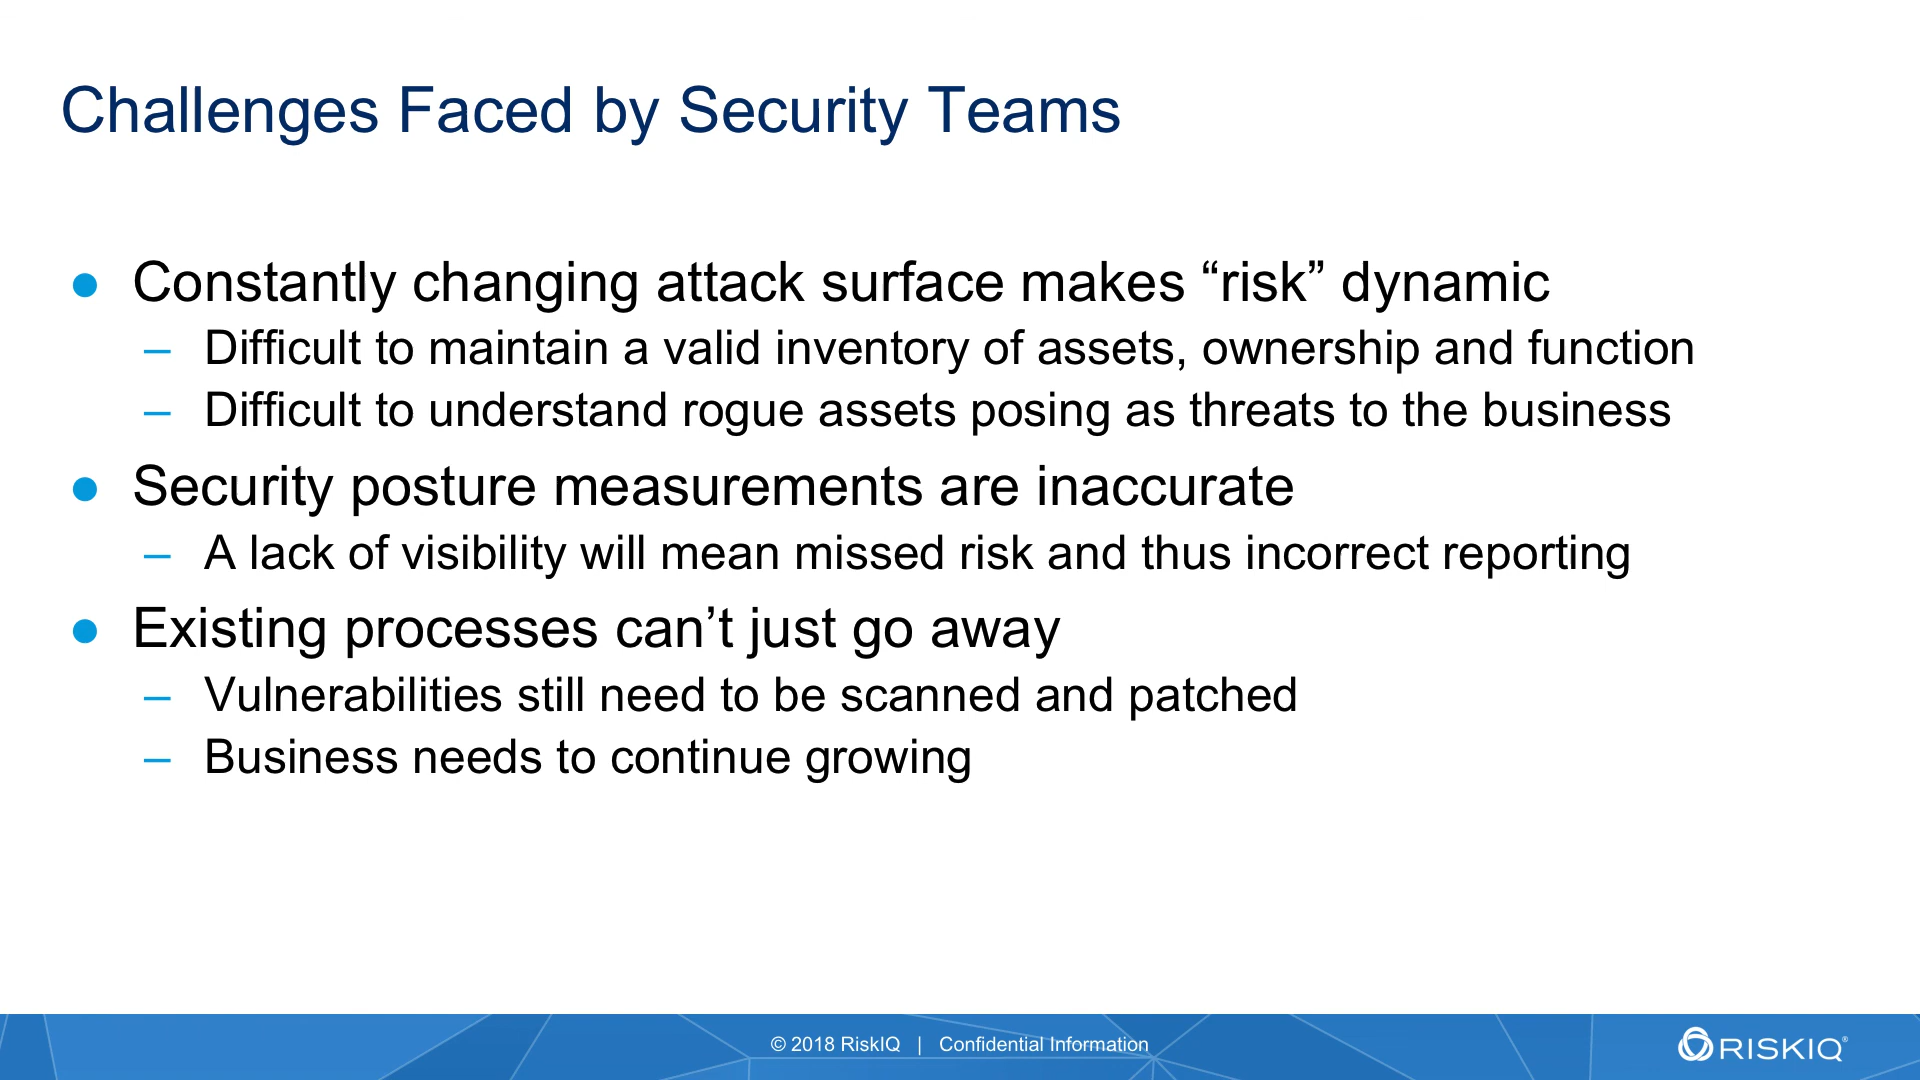 Challenges Faced by Security Teams
● Constantly changing attack surface makes “risk” dynamic
– Difficult to maintain a valid inventory of assets, ownership and function
– Difficult to understand rogue assets posing as threats to the business
● Security posture measurements are inaccurate
– A lack of visibility will mean missed risk and thus incorrect reporting
● Existing processes can’t just go away
– Vulnerabilities still need to be scanned and patched
– Business needs to continue growing
© 2018 RiskIQ | Confidential Information
RISKIQ®